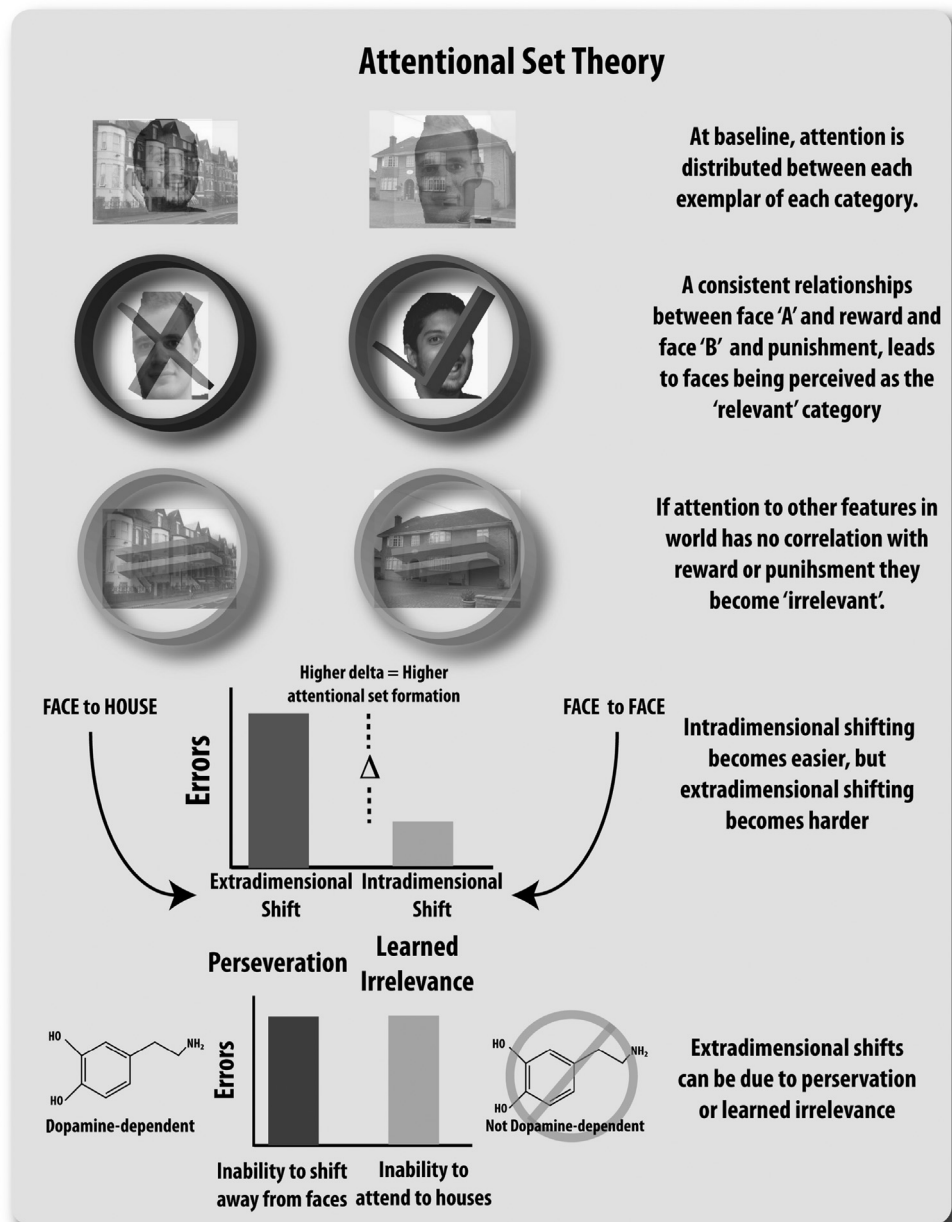 Attentional Set Theory
At baseline, attention is
distributed between each
exemplar of each category.
A consistent relationships
between face ‘A’ and reward and
face ‘B’ and punishment, leads
to faces being perceived as the
‘relevant’ category
If attention to other features in
world has no correlation with
reward or punihsment they
become ‘irrelevant’.
Higher delta = Higher
attentional set formation
FACE to HOUSE
FACE to FACE
Errors
Δ
Extradimensional
Shift
Intradimensional
Shift
Intradimensional shifting
becomes easier, but
extradimensional shifting
becomes harder
Perseveration
Learned
Irrelevance
HO
NH₂
HO
Dopamine-dependent
Errors
HO
NH₂
HO
Not Dopamine-dependent
Inability to shift
away from faces
Inability to
attend to houses
Extradimensional shifts
can be due to perservation
or learned irrelevance